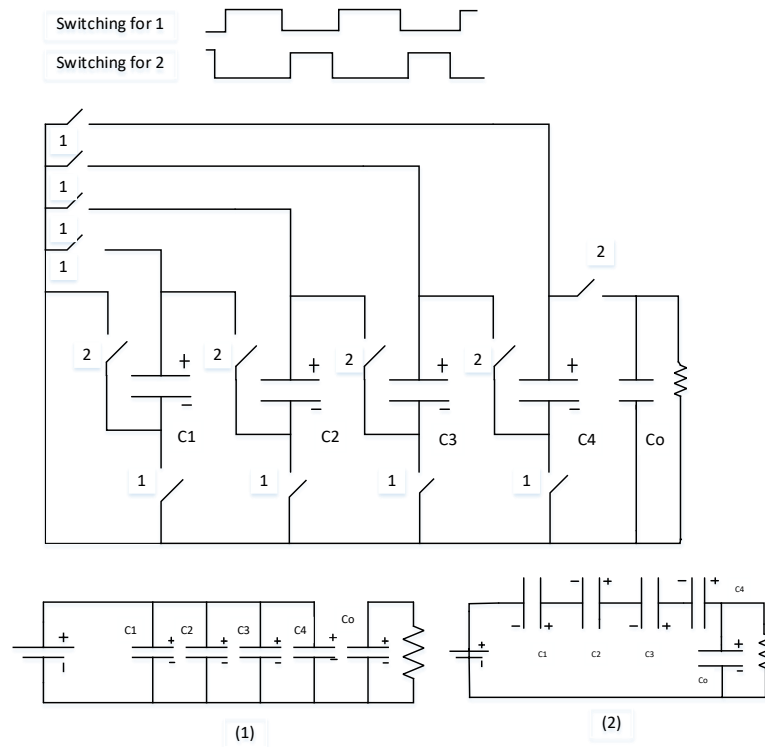 Switching for 1
Switching for 2
1
1
1
1
2
2
+
2
+
2
+
2
+
−
−
−
−
C1
C2
C3
C4
Co
1
1
1
1
+
−
C1
+
−
C2
+
−
C3
+
−
C4
+
−
Co
+
−
(1)
+
−
−
+
C1
−
+
C2
−
+
C3
−
+
C4
+
−
Co
(2)